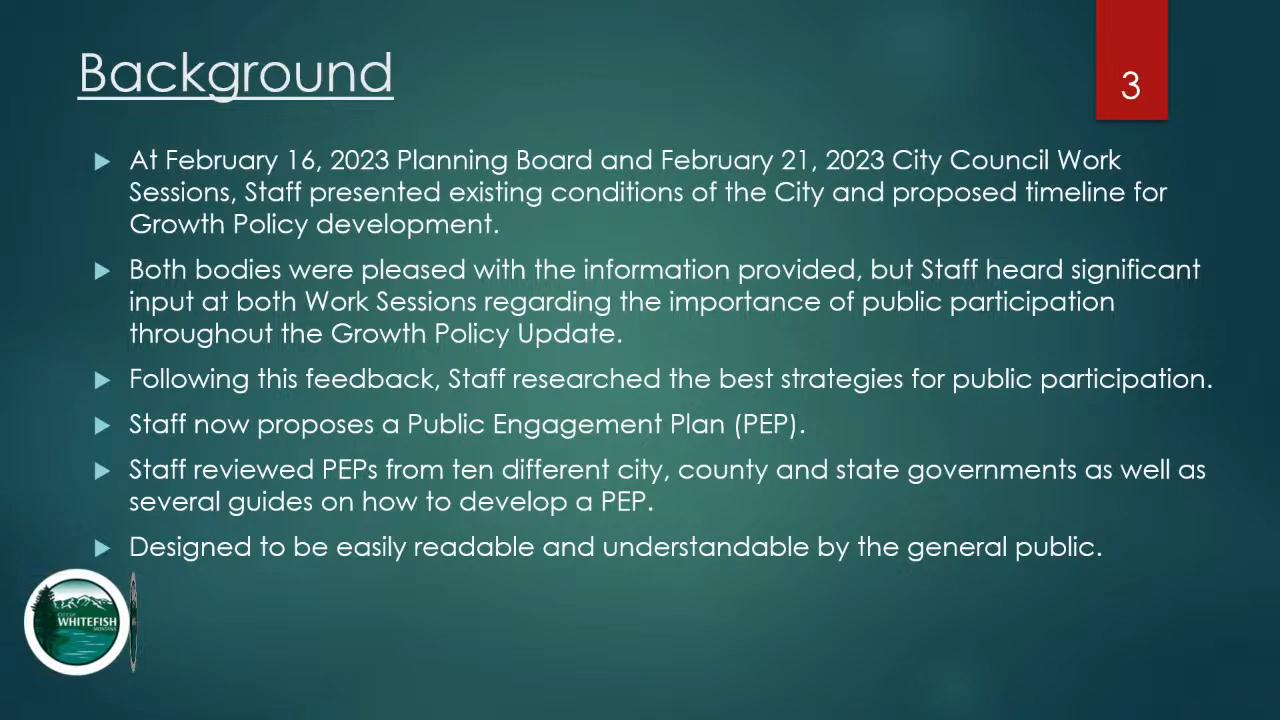 Background
3
At February 16, 2023 Planning Board and February 21, 2023 City Council Work
Sessions, Staff presented existing conditions of the City and proposed timeline for
Growth Policy development.
Both bodies were pleased with the information provided, but Staff heard significant
input at both Work Sessions regarding the importance of public participation
throughout the Growth Policy Update.
Following this feedback, Staff researched the best strategies for public participation.
Staff now proposes a Public Engagement Plan (PEP).
Staff reviewed PEPs from ten different city, county and state governments as well as
several guides on how to develop a PEP.
Designed to be easily readable and understandable by the general public.
CITY OF
WHITEFISH
MONTANA